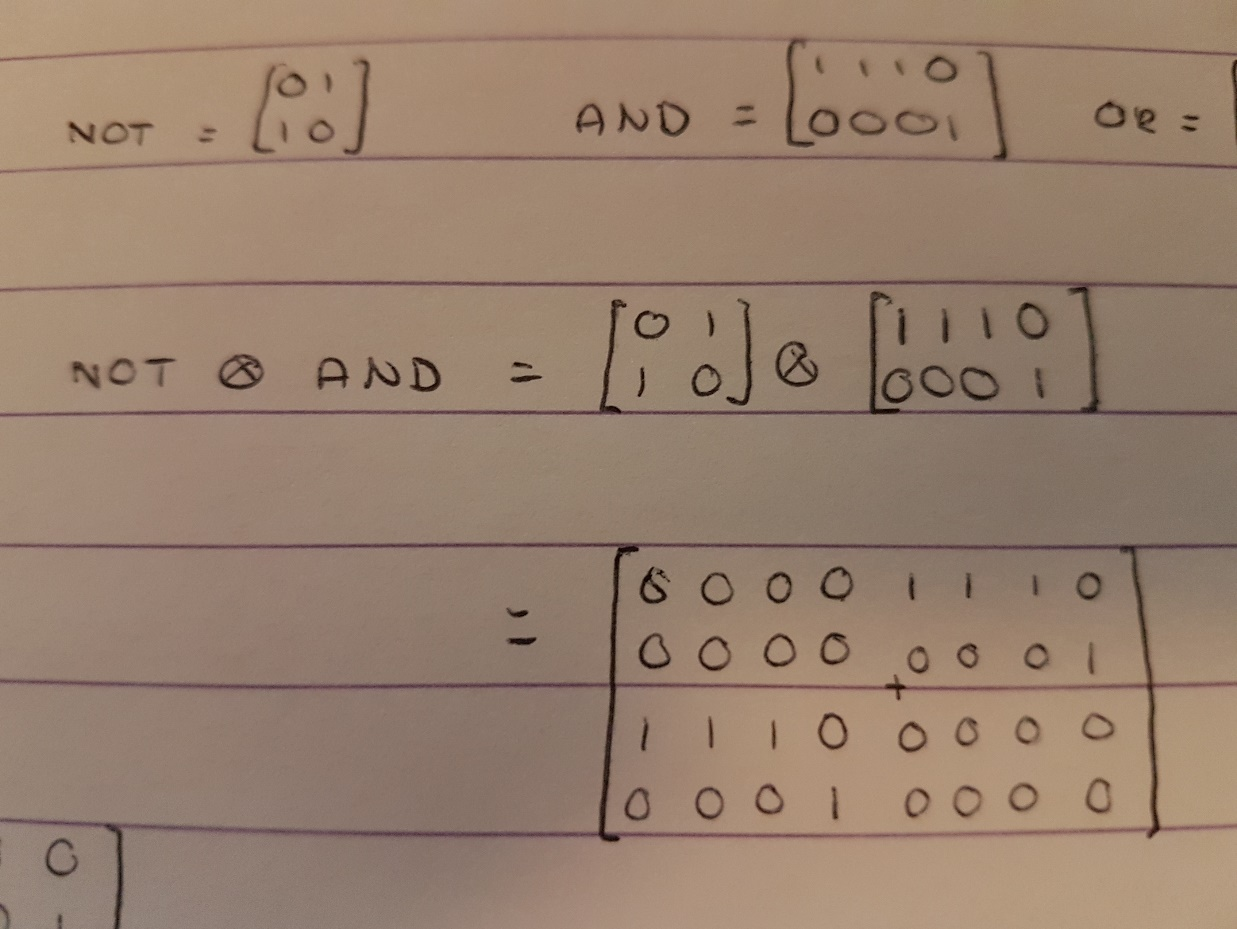 NOT = [0 1 AND = [1 1 1 0 OR = [
1 0] 0 0 0 1]
NOT ⊗ AND = [0 1 ⊗ [1 1 1 0
1 0] 0 0 0 1]
= [0 0 0 0 1 1 1 0
0 0 0 0 0 0 0 1
+
1 1 1 0 0 0 0 0
0 0 0 1 0 0 0 0]
0
1]